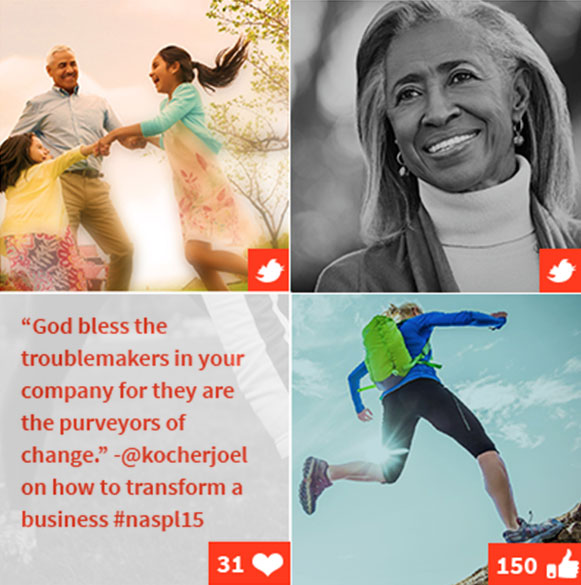 “God bless the
troublemakers in your
company for they are
the purveyors of
change.” -@kocherjoel
on how to transform a
business #naspl15
31
150